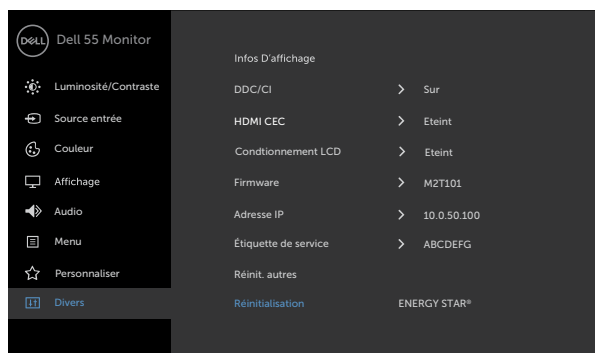 DELL Dell 55 Monitor
Luminosité/Contraste
Source entrée
Couleur
Affichage
Audio
Menu
Personnaliser
Divers
Infos D'affichage
DDC/CI > Sur
HDMI CEC > Eteint
Condtionnement LCD > Eteint
Firmware > M2T101
Adresse IP > 10.0.50.100
Étiquette de service > ABCDEFG
Réinit. autres
Réinitialisation ENERGY STAR®